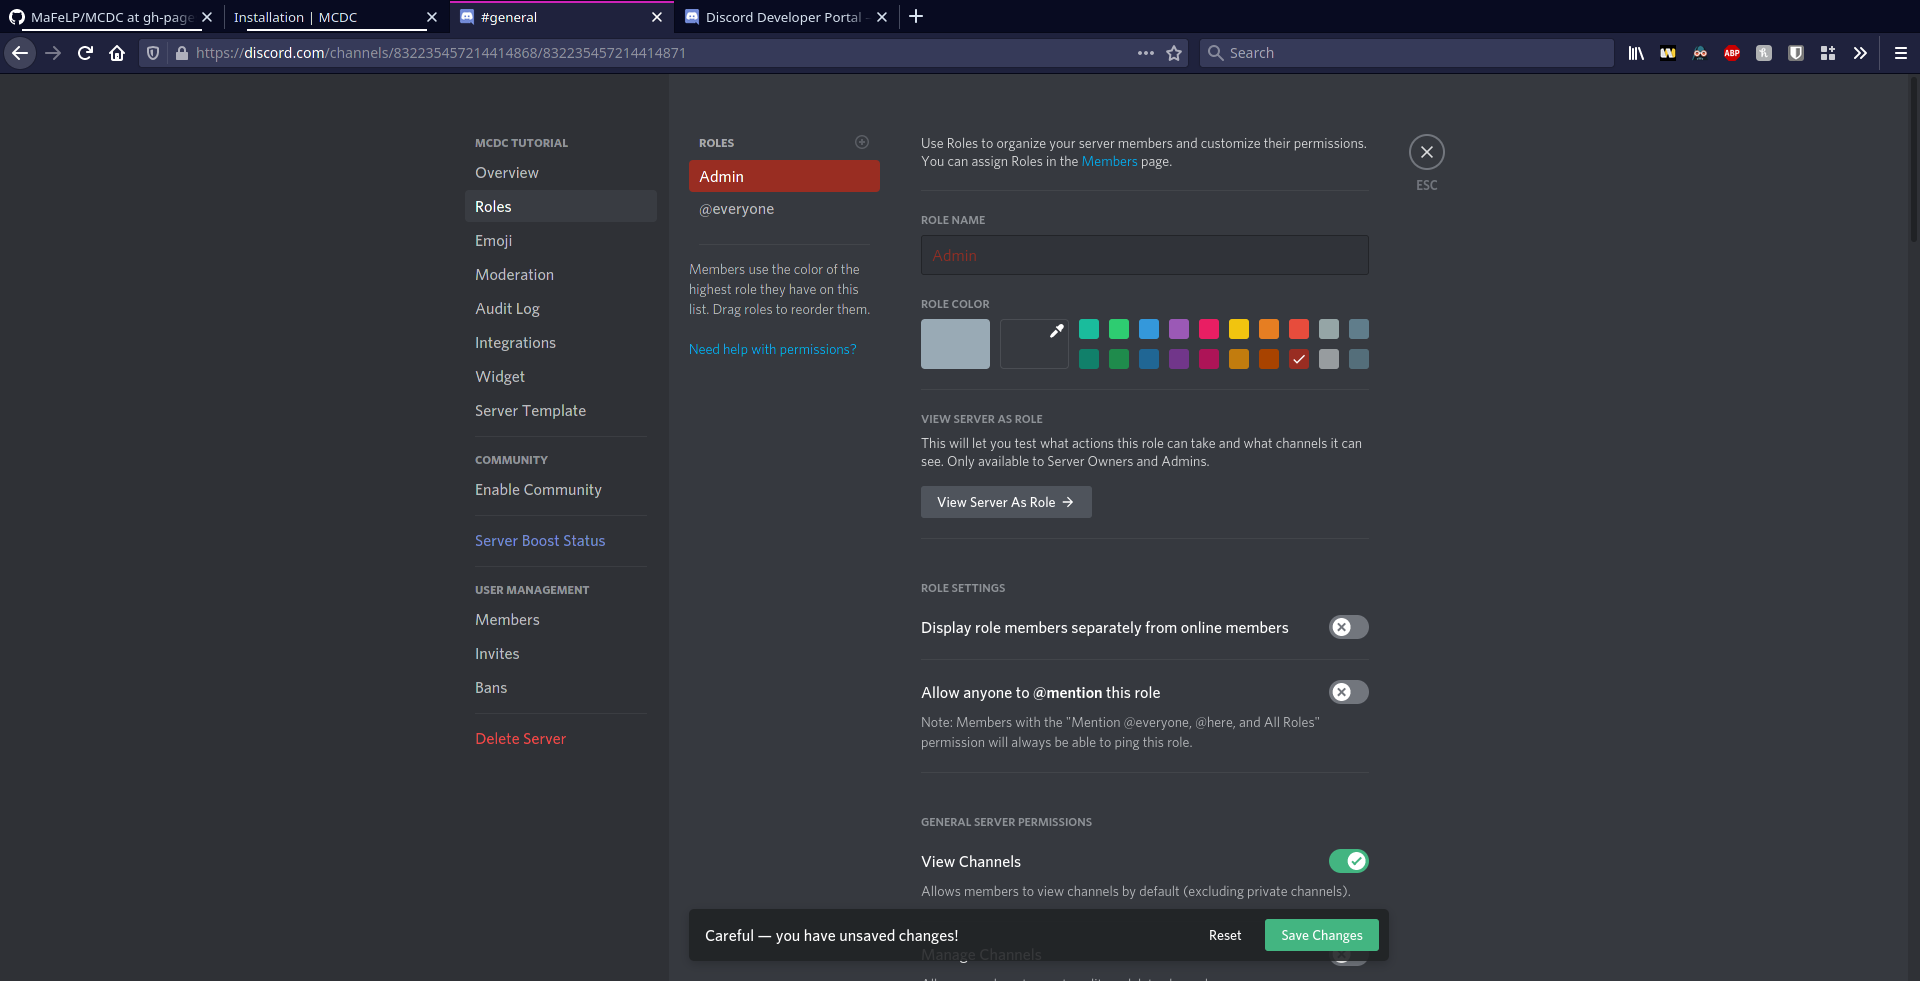 MaFeLP/MCDC at gh-page
Installation | MCDC
#general
Discord Developer Portal -
https://discord.com/channels/832235457214414868/832235457214414871
Search
ABP
MCDC TUTORIAL
Overview
Roles
Emoji
Moderation
Audit Log
Integrations
Widget
Server Template
COMMUNITY
Enable Community
Server Boost Status
USER MANAGEMENT
Members
Invites
Bans
Delete Server
ROLES
Admin
@everyone
Members use the color of the
highest role they have on this
list. Drag roles to reorder them.
Need help with permissions?
Use Roles to organize your server members and customize their permissions.
You can assign Roles in the Members page.
ESC
ROLE NAME
Admin
ROLE COLOR
VIEW SERVER AS ROLE
This will let you test what actions this role can take and what channels it can
see. Only available to Server Owners and Admins.
View Server As Role →
ROLE SETTINGS
Display role members separately from online members
Allow anyone to @mention this role
Note: Members with the "Mention @everyone, @here, and All Roles"
permission will always be able to ping this role.
GENERAL SERVER PERMISSIONS
View Channels
Allows members to view channels by default (excluding private channels).
Careful — you have unsaved changes!
Reset
Save Changes
Manage Channels